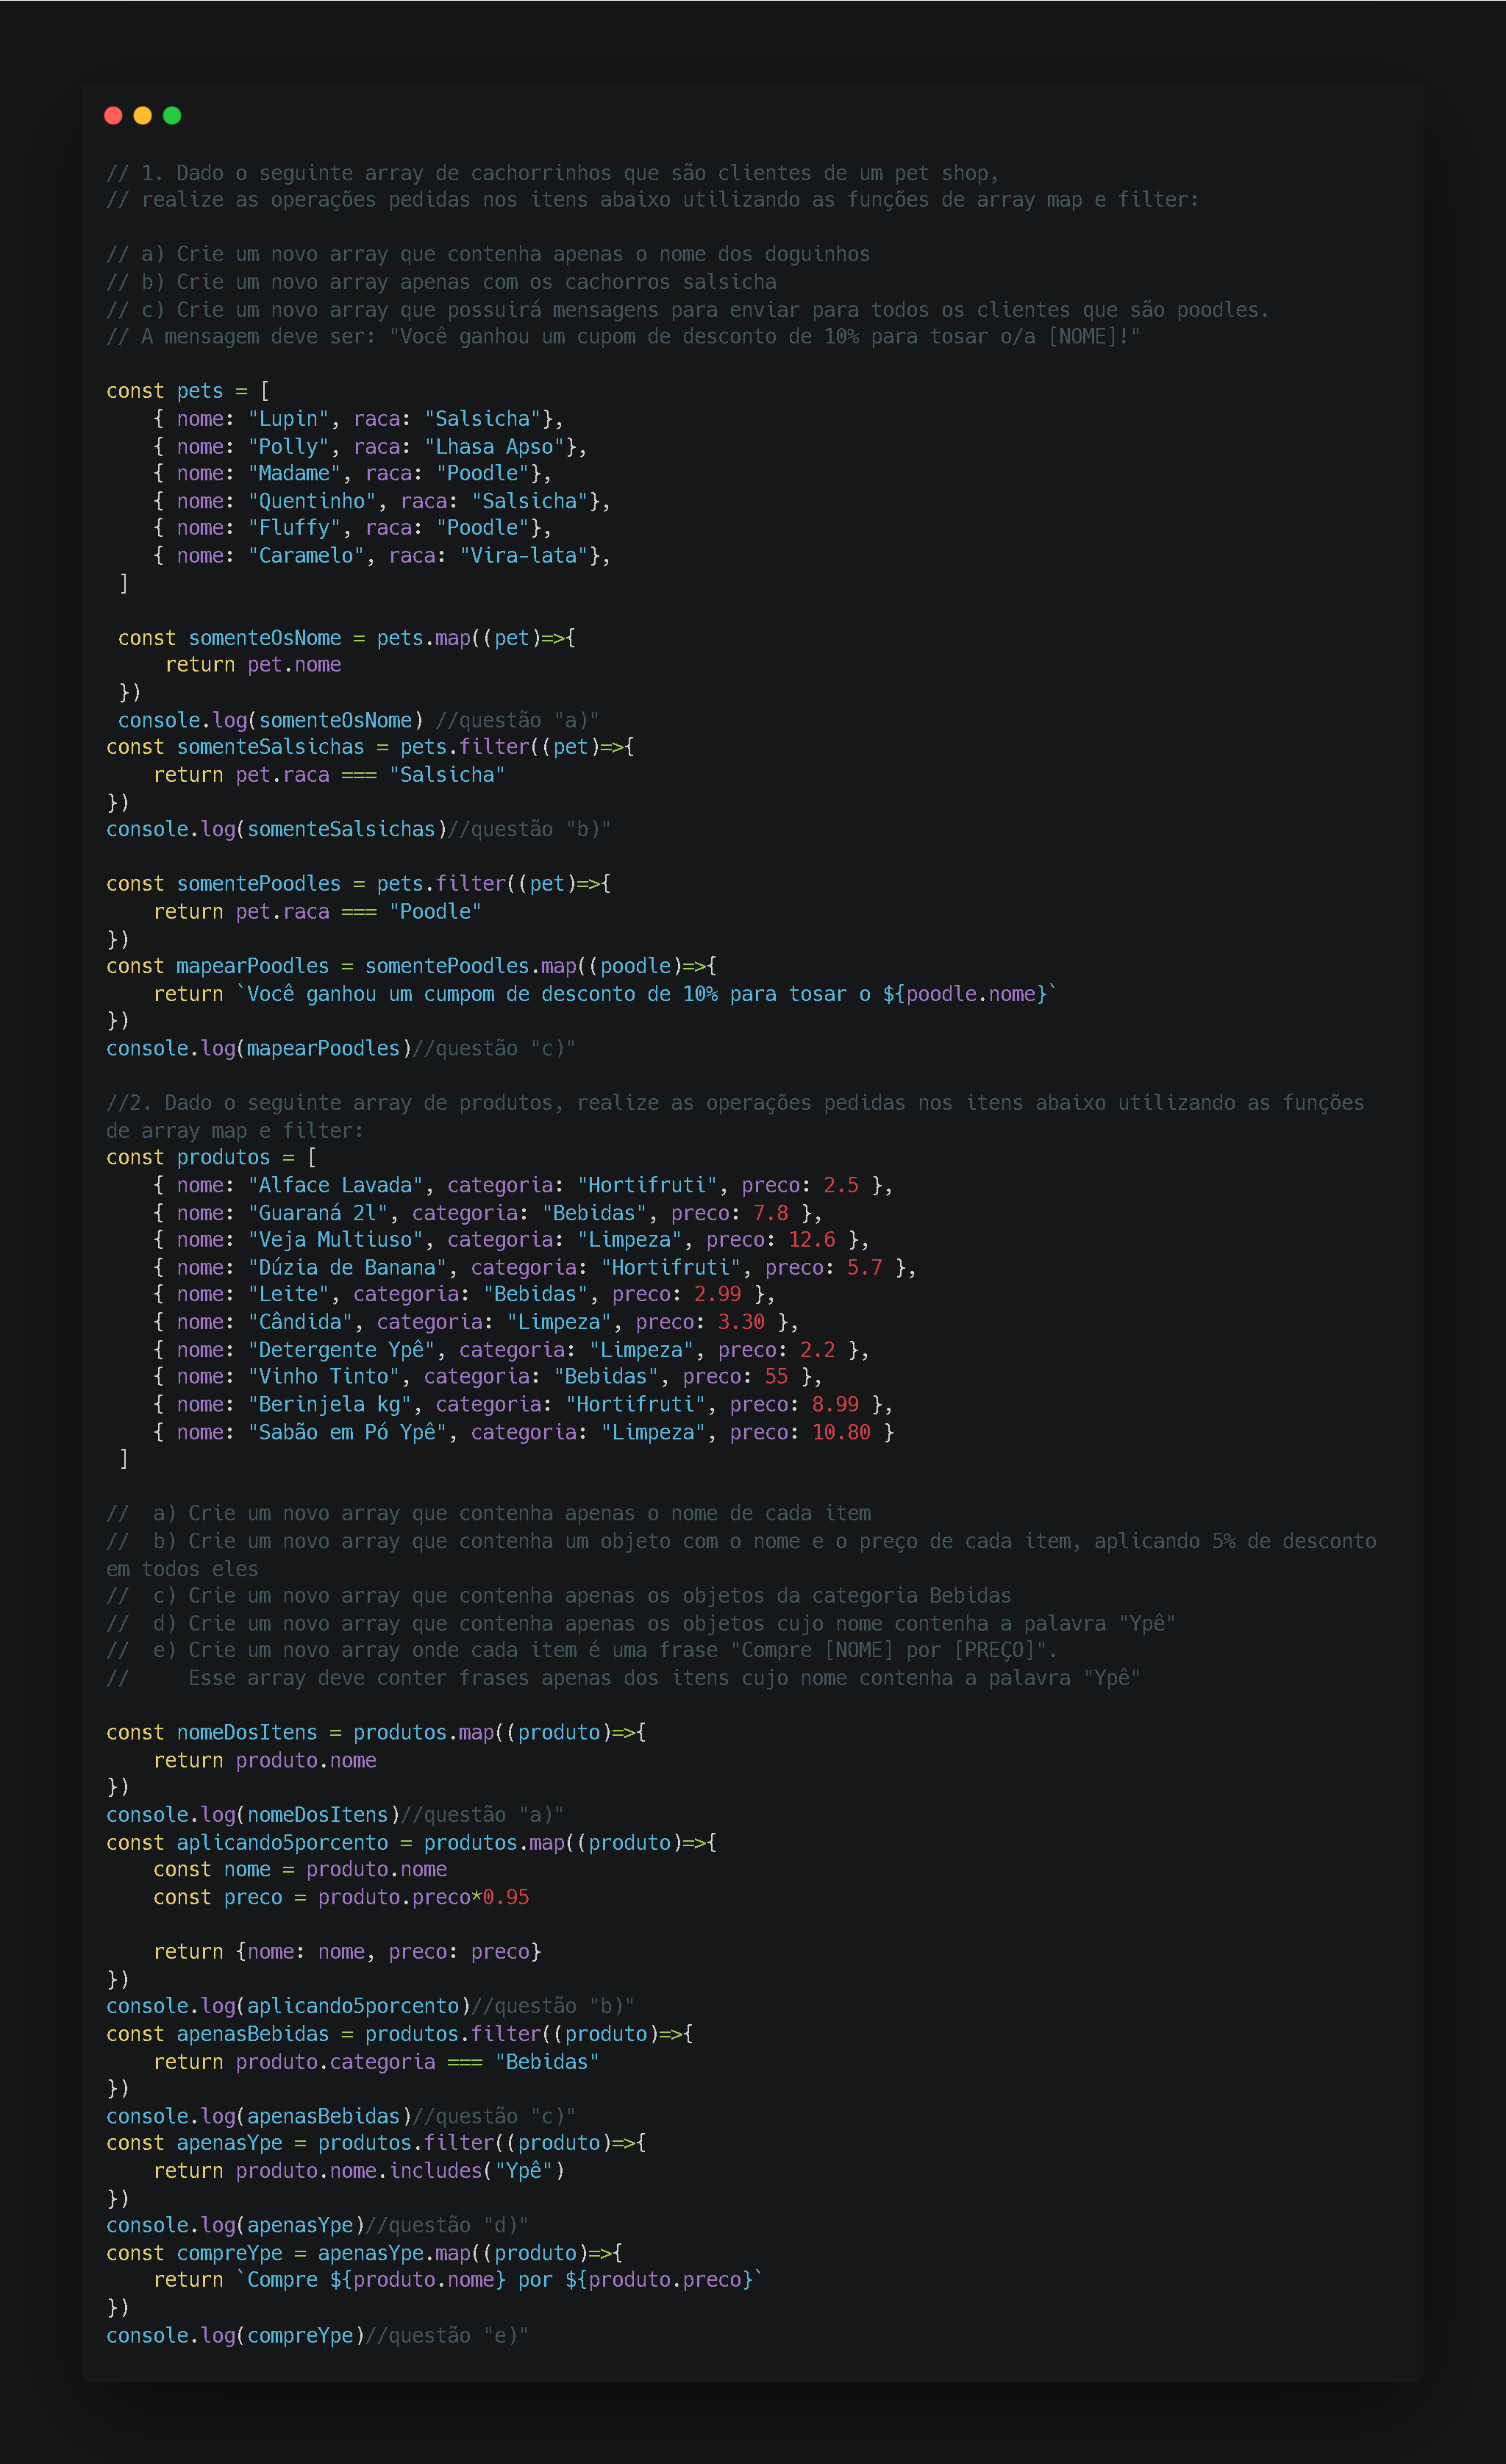 // 1. Dado o seguinte array de cachorrinhos que são clientes de um pet shop,
// realize as operações pedidas nos itens abaixo utilizando as funções de array map e filter:

// a) Crie um novo array que contenha apenas o nome dos doguinhos
// b) Crie um novo array apenas com os cachorros salsicha
// c) Crie um novo array que possuirá mensagens para enviar para todos os clientes que são poodles.
// A mensagem deve ser: "Você ganhou um cupom de desconto de 10% para tosar o/a [NOME]!"

const pets = [
    { nome: "Lupin", raca: "Salsicha"},
    { nome: "Polly", raca: "Lhasa Apso"},
    { nome: "Madame", raca: "Poodle"},
    { nome: "Quentinho", raca: "Salsicha"},
    { nome: "Fluffy", raca: "Poodle"},
    { nome: "Caramelo", raca: "Vira-lata"},
 ]

 const somenteOsNome = pets.map((pet)=>{
     return pet.nome
 })
 console.log(somenteOsNome) //questão "a)"
const somenteSalsichas = pets.filter((pet)=>{
    return pet.raca === "Salsicha"
})
console.log(somenteSalsichas)//questão "b)"

const somentePoodles = pets.filter((pet)=>{
    return pet.raca === "Poodle"
})
const mapearPoodles = somentePoodles.map((poodle)=>{
    return `Você ganhou um cumpom de desconto de 10% para tosar o ${poodle.nome}`
})
console.log(mapearPoodles)//questão "c)"

//2. Dado o seguinte array de produtos, realize as operações pedidas nos itens abaixo utilizando as funções
de array map e filter:
const produtos = [
    { nome: "Alface Lavada", categoria: "Hortifruti", preco: 2.5 },
    { nome: "Guaraná 2l", categoria: "Bebidas", preco: 7.8 },
    { nome: "Veja Multiuso", categoria: "Limpeza", preco: 12.6 },
    { nome: "Dúzia de Banana", categoria: "Hortifruti", preco: 5.7 },
    { nome: "Leite", categoria: "Bebidas", preco: 2.99 },
    { nome: "Cândida", categoria: "Limpeza", preco: 3.30 },
    { nome: "Detergente Ypê", categoria: "Limpeza", preco: 2.2 },
    { nome: "Vinho Tinto", categoria: "Bebidas", preco: 55 },
    { nome: "Berinjela kg", categoria: "Hortifruti", preco: 8.99 },
    { nome: "Sabão em Pó Ypê", categoria: "Limpeza", preco: 10.80 }
 ]

//  a) Crie um novo array que contenha apenas o nome de cada item
//  b) Crie um novo array que contenha um objeto com o nome e o preço de cada item, aplicando 5% de desconto
em todos eles
//  c) Crie um novo array que contenha apenas os objetos da categoria Bebidas
//  d) Crie um novo array que contenha apenas os objetos cujo nome contenha a palavra "Ypê"
//  e) Crie um novo array onde cada item é uma frase "Compre [NOME] por [PREÇO]".
//     Esse array deve conter frases apenas dos itens cujo nome contenha a palavra "Ypê"

const nomeDosItens = produtos.map((produto)=>{
    return produto.nome
})
console.log(nomeDosItens)//questão "a)"
const aplicando5porcento = produtos.map((produto)=>{
    const nome = produto.nome
    const preco = produto.preco*0.95

    return {nome: nome, preco: preco}
})
console.log(aplicando5porcento)//questão "b)"
const apenasBebidas = produtos.filter((produto)=>{
    return produto.categoria === "Bebidas"
})
console.log(apenasBebidas)//questão "c)"
const apenasYpe = produtos.filter((produto)=>{
    return produto.nome.includes("Ypê")
})
console.log(apenasYpe)//questão "d)"
const compreYpe = apenasYpe.map((produto)=>{
    return `Compre ${produto.nome} por ${produto.preco}`
})
console.log(compreYpe)//questão "e)"